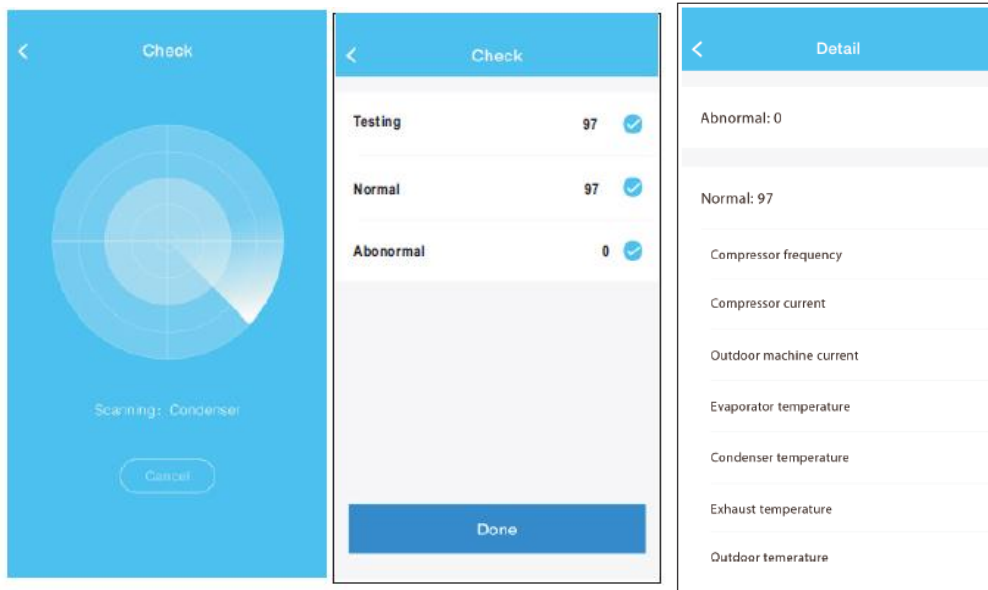 Check
Scanning: Condenser
Cancel
Check
Testing 97
Normal 97
Abonormal 0
Done
Detail
Abnormal: 0
Normal: 97
Compressor frequency
Compressor current
Outdoor machine current
Evaporator temperature
Condenser temperature
Exhaust temperature
Outdoor temerature